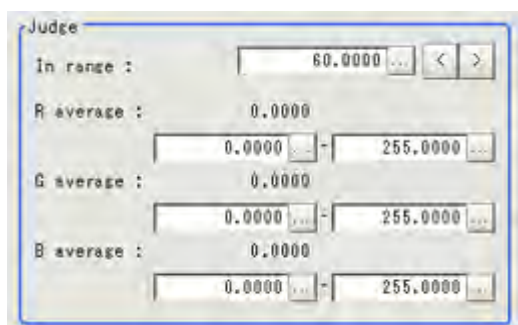 Judge
In range : 60.0000 ... < >
R average : 0.0000
0.0000 ... - 255.0000 ...
G average : 0.0000
0.0000 ... - 255.0000 ...
B average : 0.0000
0.0000 ... - 255.0000 ...